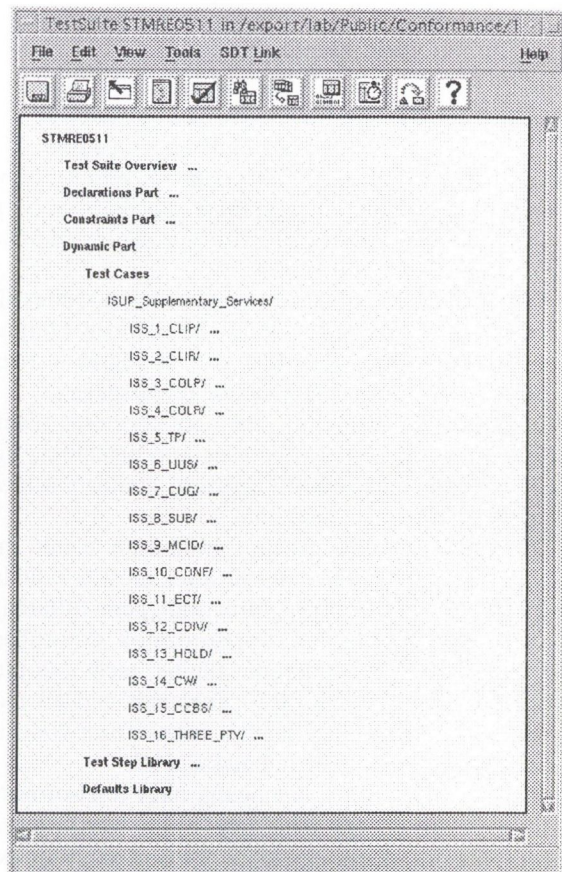 TestSuite STMRE0511 in /export/lab/Public/Conformance/1
File Edit View Tools SDT Link Help
?
STMRE0511
Test Suite Overview ...
Declarations Part ...
Constraints Part ...
Dynamic Part
Test Cases
ISUP_Supplementary_Services/
ISS_1_CLIP/ ...
ISS_2_CLIR/ ...
ISS_3_COLP/ ...
ISS_4_COLR/ ...
ISS_5_TP/ ...
ISS_6_UUS/ ...
ISS_7_CUG/ ...
ISS_8_SUB/ ...
ISS_9_MCID/ ...
ISS_10_CONF/ ...
ISS_11_ECT/ ...
ISS_12_CDIV/ ...
ISS_13_HOLD/ ...
ISS_14_CW/ ...
ISS_15_CCBS/ ...
ISS_16_THREE_PTY/ ...
Test Step Library ...
Defaults Library